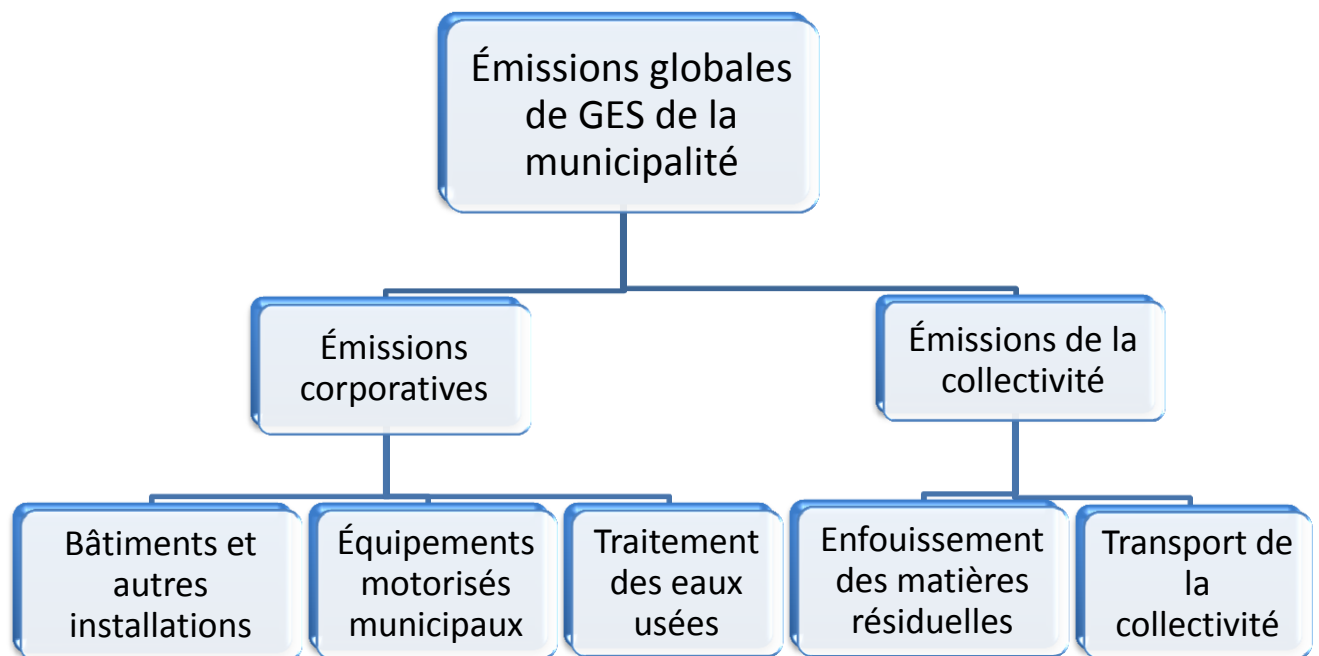 Émissions globales
de GES de la
municipalité
Émissions
corporatives
Émissions de la
collectivité
Bâtiments et
autres
installations
Équipements
motorisés
municipaux
Traitement
des eaux
usées
Enfouissement
des matières
résiduelles
Transport de
la
collectivité